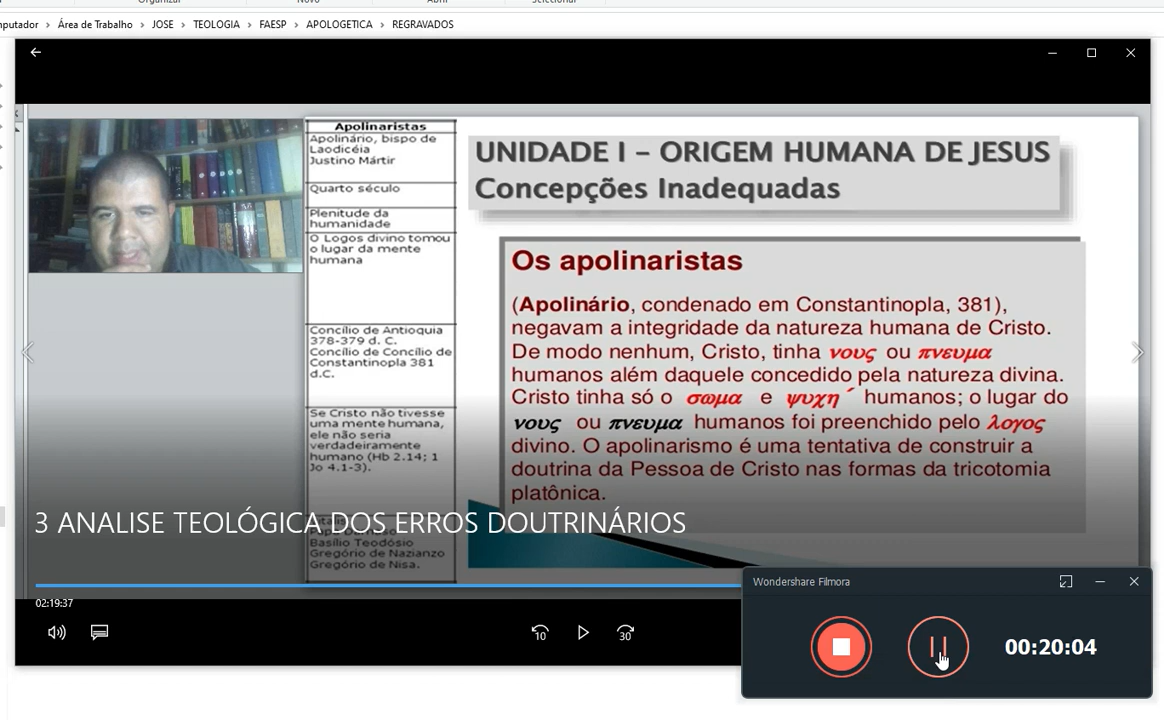 Organizar
Novo
Abrir
Selecionar
mputador > Área de Trabalho > JOSE > TEOLOGIA > FAESP > APOLOGETICA > REGRAVADOS
Apolinaristas
Apolinário, bispo de
Laodicéia
Justino Mártir
Quarto século
Plenitude da
humanidade
O Logos divino tomou
o lugar da mente
humana
Concílio de Antioquia
378-379 d. C.
Concílio de Concílio de
Constantinopla 381
d.C.
Se Cristo não tivesse
uma mente humana,
ele não seria
verdadeiramente
humano (Hb 2.14; 1
Jo 4.1-3).
Basílio Teodósio
Gregório de Nazianzo
Gregório de Nisa.
UNIDADE I – ORIGEM HUMANA DE JESUS
Concepções Inadequadas
Os apolinaristas
(Apolinário, condenado em Constantinopla, 381),
negavam a integridade da natureza humana de Cristo.
De modo nenhum, Cristo, tinha νους ou πνευμα
humanos além daquele concedido pela natureza divina.
Cristo tinha só o σωμα e ψυχη´ humanos; o lugar do
νους ou πνευμα humanos foi preenchido pelo λογος
divino. O apolinarismo é uma tentativa de construir a
doutrina da Pessoa de Cristo nas formas da tricotomia
platônica.
3 ANALISE TEOLÓGICA DOS ERROS DOUTRINÁRIOS
02:19:37
10
30
Wondershare Filmora
00:20:04